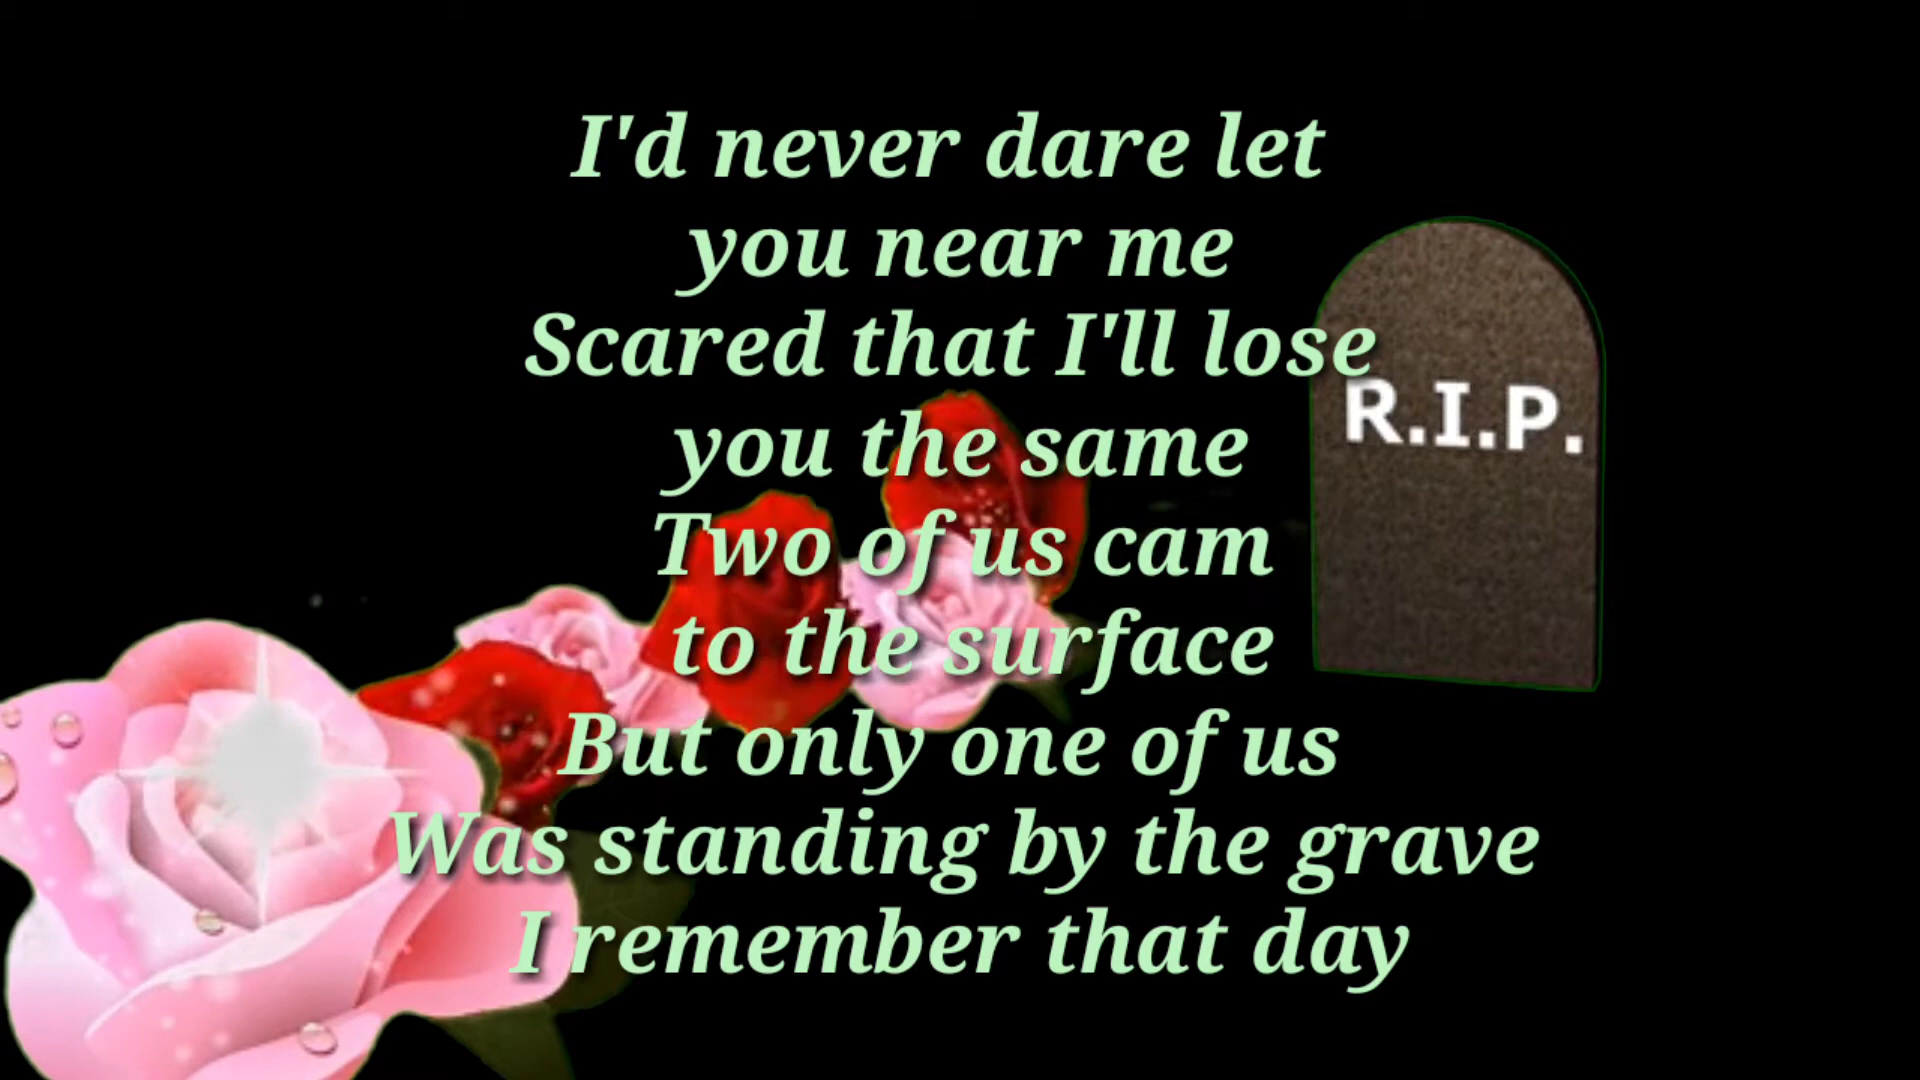 I'd never dare let
you near me
Scared that I'll lose
R.I.P.
you the same
Two of us cam
to the surface
But only one of us
Was standing by the grave
I remember that day